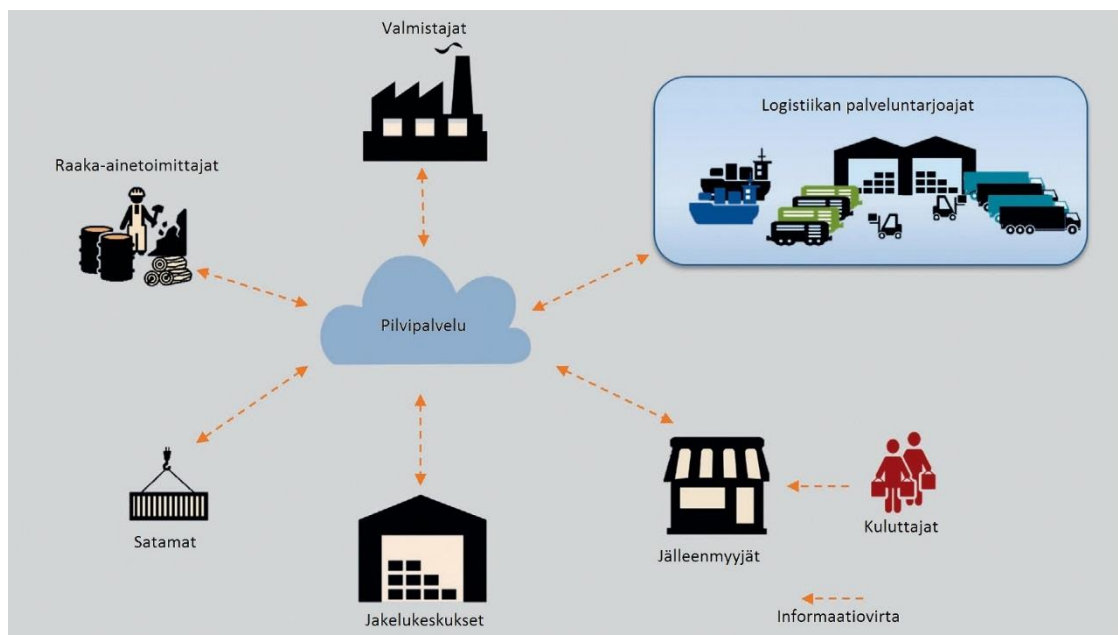 Valmistajat
Logistiikan palveluntarjoajat
Raaka-ainetoimittajat
Pilvipalvelu
Satamat
Jakelukeskukset
Jälleenmyyjät
Kuluttajat
Informaatiovirta